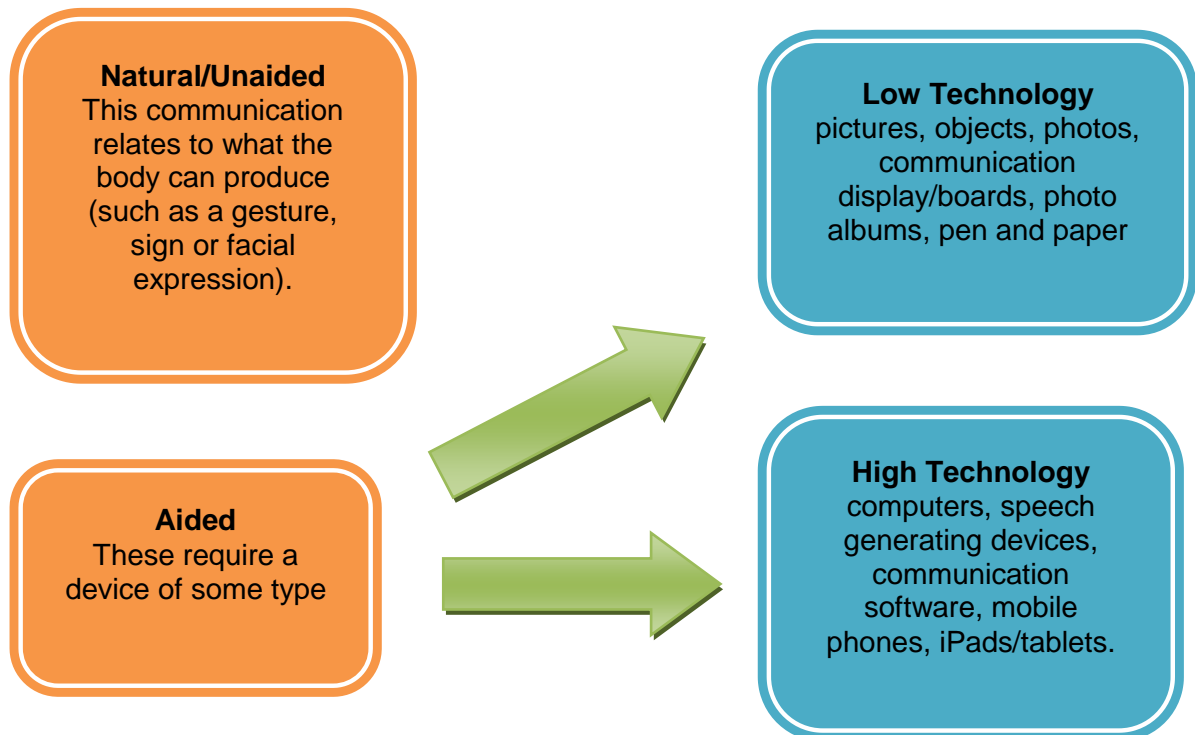 Natural/Unaided
This communication
relates to what the
body can produce
(such as a gesture,
sign or facial
expression).
Aided
These require a
device of some type
Low Technology
pictures, objects, photos,
communication
display/boards, photo
albums, pen and paper
High Technology
computers, speech
generating devices,
communication
software, mobile
phones, iPads/tablets.